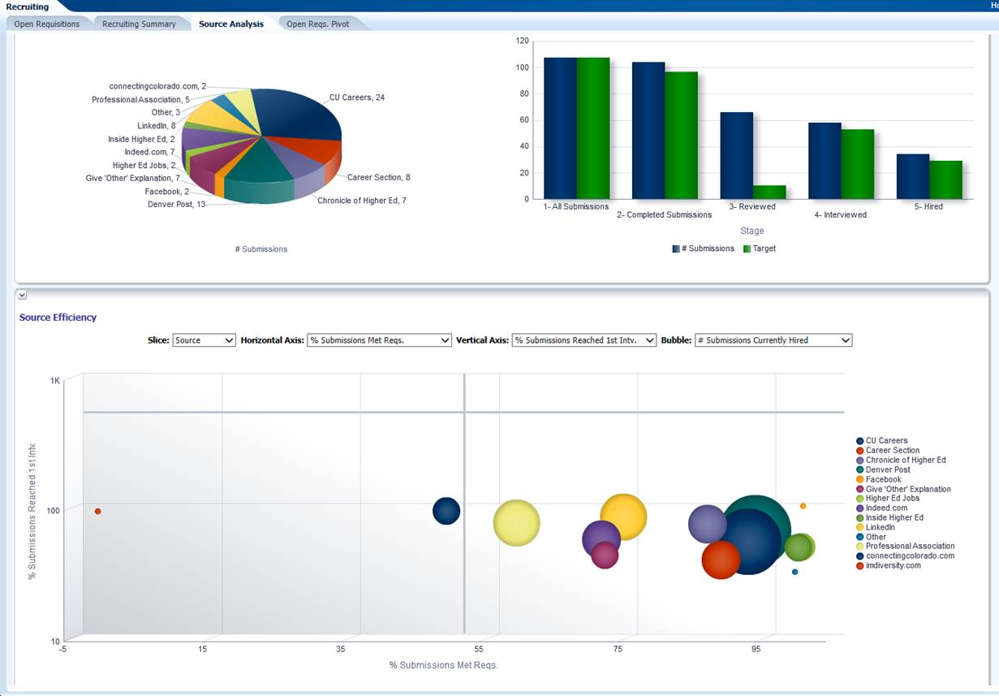 Recruiting
Ho
Open Requisitions Recruiting Summary Source Analysis Open Reqs. Pivot
connectingcolorado.com, 2
Professional Association, 5
Other, 3
LinkedIn, 8
Inside Higher Ed, 2
Indeed.com, 7
Higher Ed Jobs, 2
Give 'Other' Explanation, 7
Facebook, 2
Denver Post, 13
CU Careers, 24
Career Section, 8
Chronicle of Higher Ed, 7
# Submissions
120
100
80
60
40
20
0
1- All Submissions
2- Completed Submissions
3- Reviewed
4- Interviewed
5- Hired
Stage
# Submissions Target
Source Efficiency
Slice: Source Horizontal Axis: % Submissions Met Reqs. Vertical Axis: % Submissions Reached 1st Intv. Bubble: # Submissions Currently Hired
% Submissions Reached 1st Intv.
1K
100
10
-5 15 35 55 75 95
% Submissions Met Reqs.
CU Careers
Career Section
Chronicle of Higher Ed
Denver Post
Facebook
Give 'Other' Explanation
Higher Ed Jobs
Indeed.com
Inside Higher Ed
LinkedIn
Other
Professional Association
connectingcolorado.com
imdiversity.com